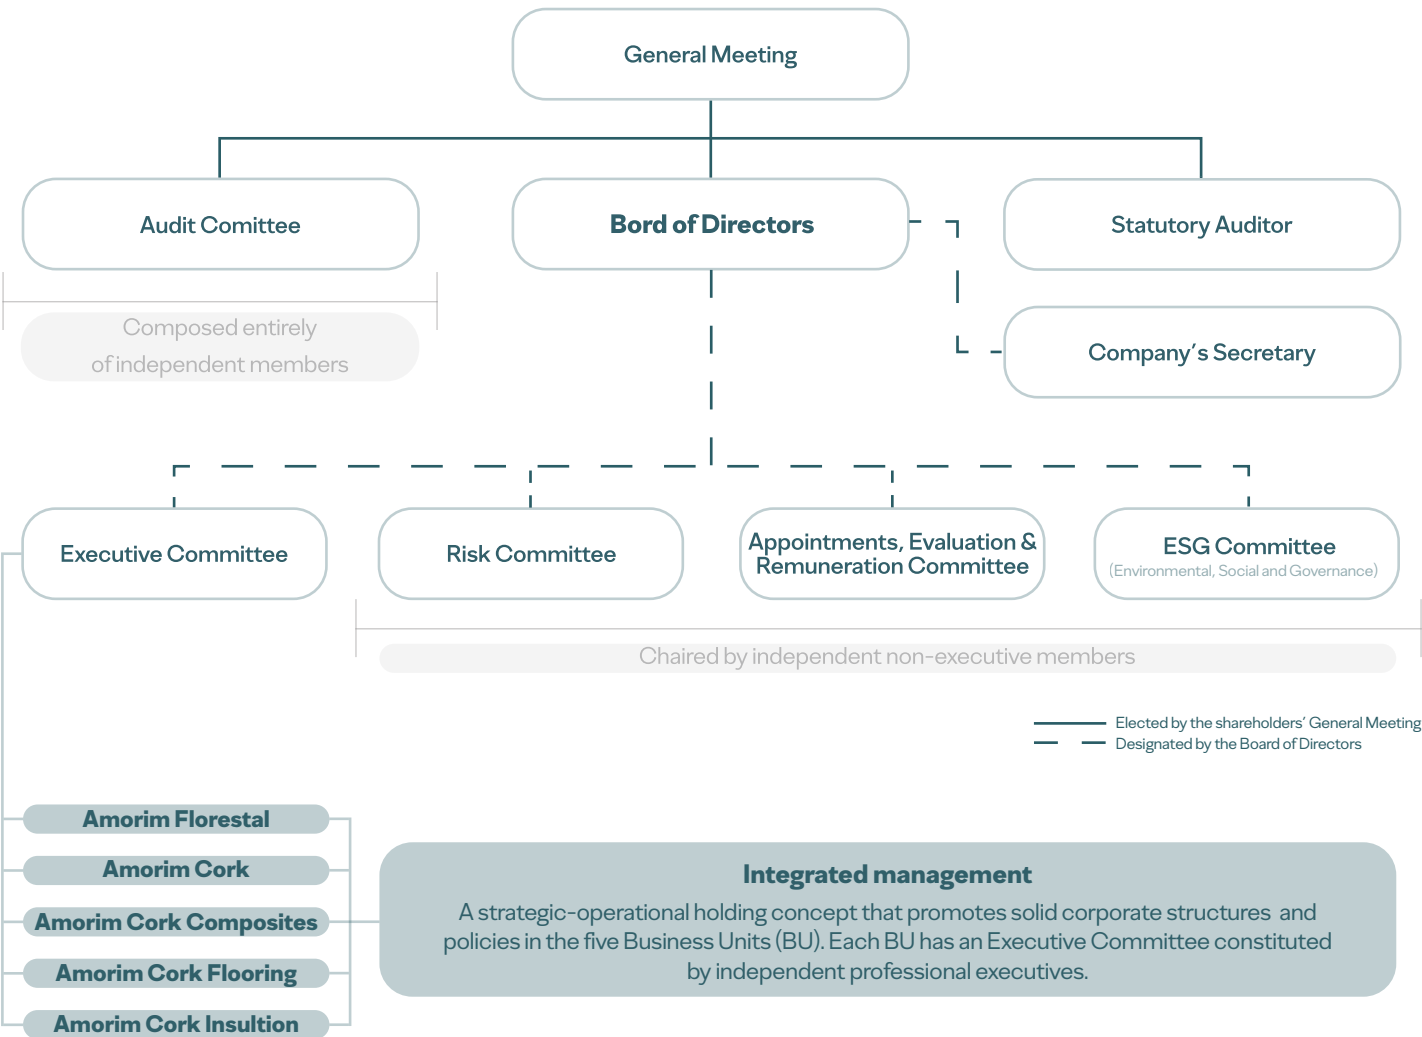 General Meeting
Audit Comittee
Bord of Directors
Statutory Auditor
Composed entirely
of independent members
Company's Secretary
Executive Committee
Risk Committee
Appointments, Evaluation &
Remuneration Committee
ESG Committee
(Environmental, Social and Governance)
Chaired by independent non-executive members
Elected by the shareholders' General Meeting
Designated by the Board of Directors
Amorim Florestal
Amorim Cork
Amorim Cork Composites
Amorim Cork Flooring
Amorim Cork Insultion
Integrated management
A strategic-operational holding concept that promotes solid corporate structures and
policies in the five Business Units (BU). Each BU has an Executive Committee constituted
by independent professional executives.